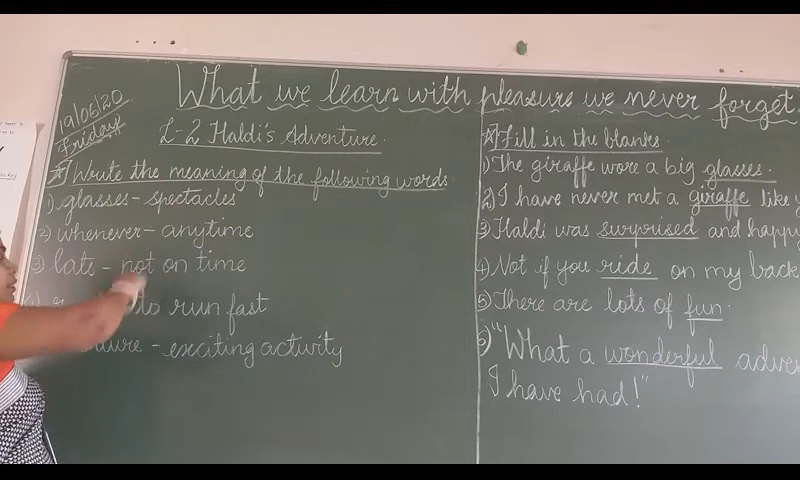 What we learn with pleasure we never forget
19/06/20
Friday
L-2 Haldi's Adventure
Write the meaning of the following words
1) glasses - spectacles
2) whenever - anytime
3) late - not on time
to run fast
- exciting activity
Fill in the blanks
1) The giraffe wore a big glasses.
2) I have never met a giraffe like
3) Haldi was surprised and happy
4) Not if you ride on my back
5) There are lots of fun.
6) "What a wonderful
I have had!"